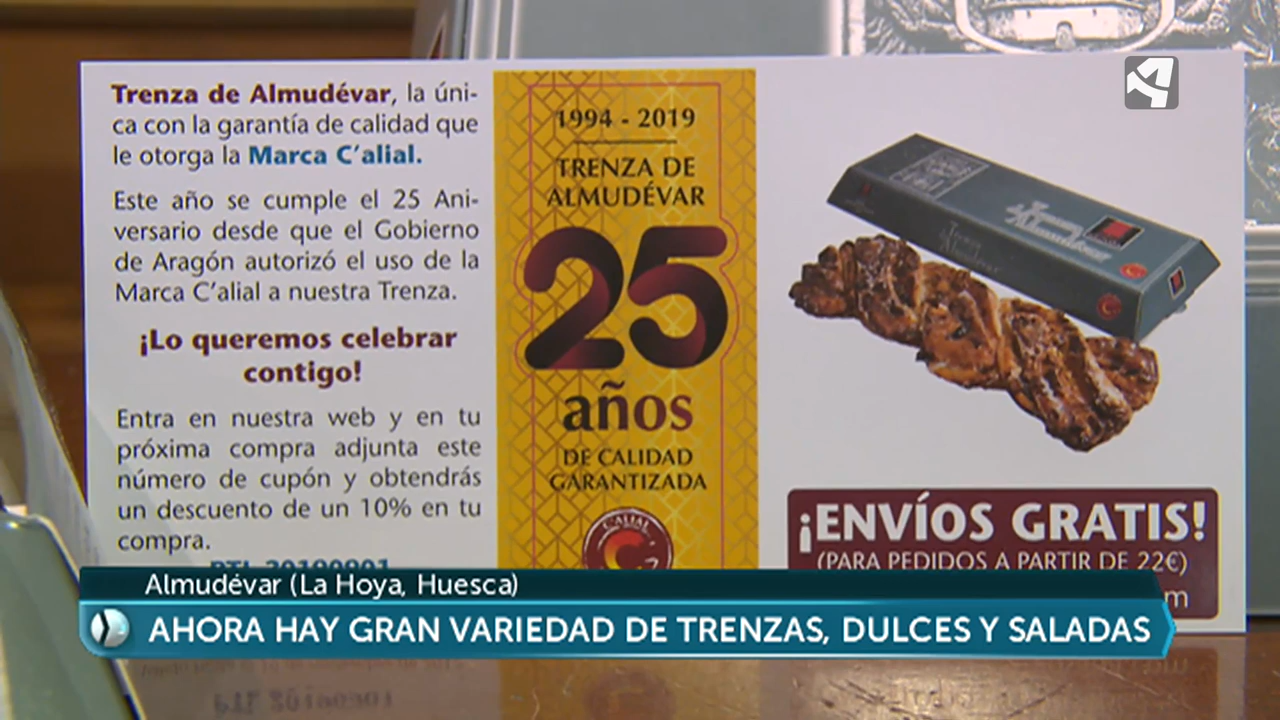 Trenza de Almudévar, la úni-
ca con la garantía de calidad que
le otorga la Marca C'alial.
Este año se cumple el 25 Ani-
versario desde que el Gobierno
de Aragón autorizó el uso de la
Marca C'alial a nuestra Trenza.
¡Lo queremos celebrar
contigo!
Entra en nuestra web y en tu
próxima compra adjunta este
número de cupón y obtendrás
un descuento de un 10% en tu
compra.
1994 - 2019
TRENZA DE
ALMUDÉVAR
25
años
DE CALIDAD
GARANTIZADA
C'ALIAL
¡ENVÍOS GRATIS!
(PARA PEDIDOS A PARTIR DE 22€)
m
Almudévar (La Hoya, Huesca)
AHORA HAY GRAN VARIEDAD DE TRENZAS, DULCES Y SALADAS